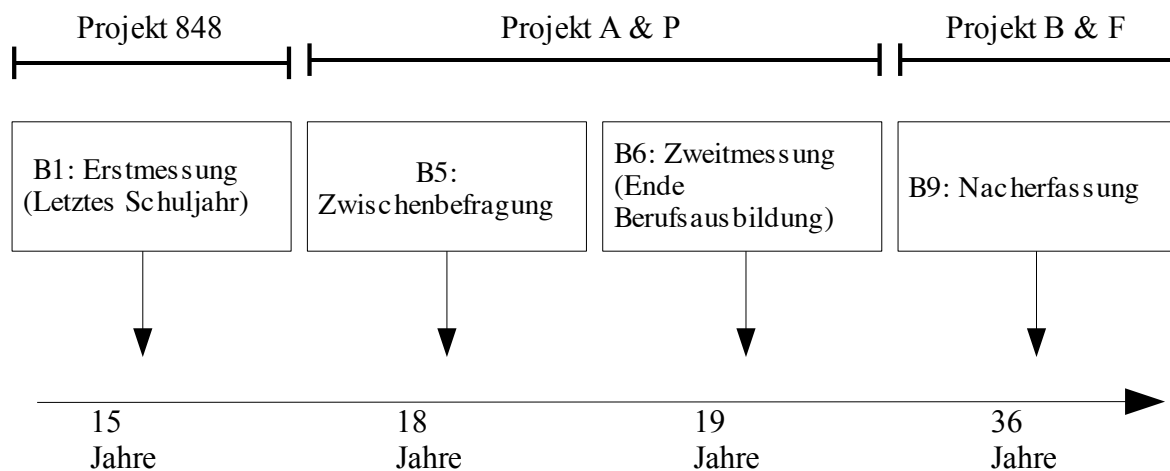 Projekt 848
Projekt A & P
Projekt B & F
B1: Erstmessung
(Letztes Schuljahr)
B5:
Zwischenbefragung
B6: Zweitmessung
(Ende
Berufsausbildung)
B9: Nacherfassung
15
Jahre
18
Jahre
19
Jahre
36
Jahre